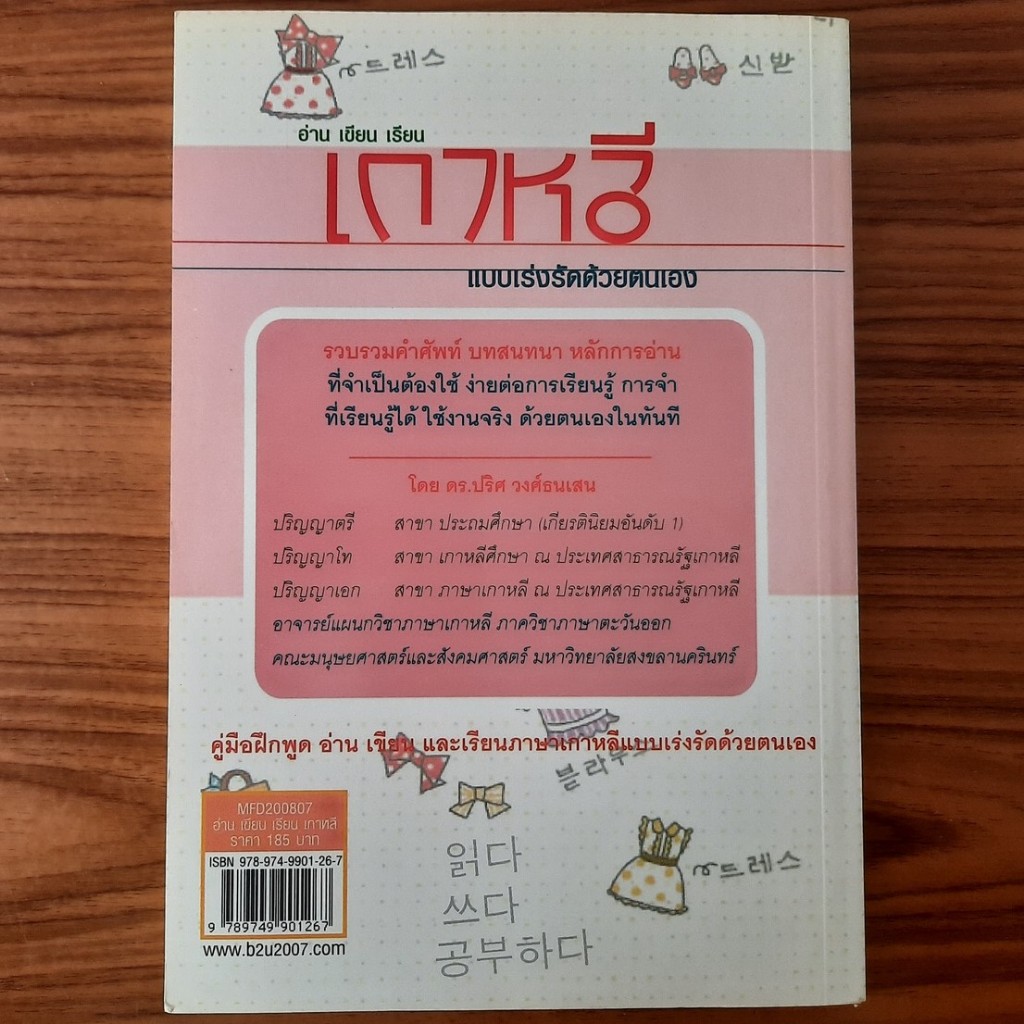 드레스
신발
อ่าน เขียน เรียน
เกาหลี
แบบเร่งรัดด้วยตนเอง
รวบรวมคำศัพท์ บทสนทนา หลักการอ่าน
ที่จำเป็นต้องใช้ ง่ายต่อการเรียนรู้ การจำ
ที่เรียนรู้ได้ ใช้งานจริง ด้วยตนเองในทันที
โดย ดร.ปริศ วงศ์ธนเสน
ปริญญาตรี สาขา ประถมศึกษา (เกียรตินิยมอันดับ 1)
ปริญญาโท สาขา เกาหลีศึกษา ณ ประเทศสาธารณรัฐเกาหลี
ปริญญาเอก สาขา ภาษาเกาหลี ณ ประเทศสาธารณรัฐเกาหลี
อาจารย์แผนกวิชาภาษาเกาหลี ภาควิชาภาษาตะวันออก
คณะมนุษยศาสตร์และสังคมศาสตร์ มหาวิทยาลัยสงขลานครินทร์
คู่มือฝึกพูด อ่าน เขียน และเรียนภาษาเกาหลีแบบเร่งรัดด้วยตนเอง
MFD200807
อ่าน เขียน เรียน เกาหลี
ราคา 185 บาท
ISBN 978-974-9901-26-7
9 789749 901267
www.b2u2007.com
읽다
쓰다
공부하다
드레스